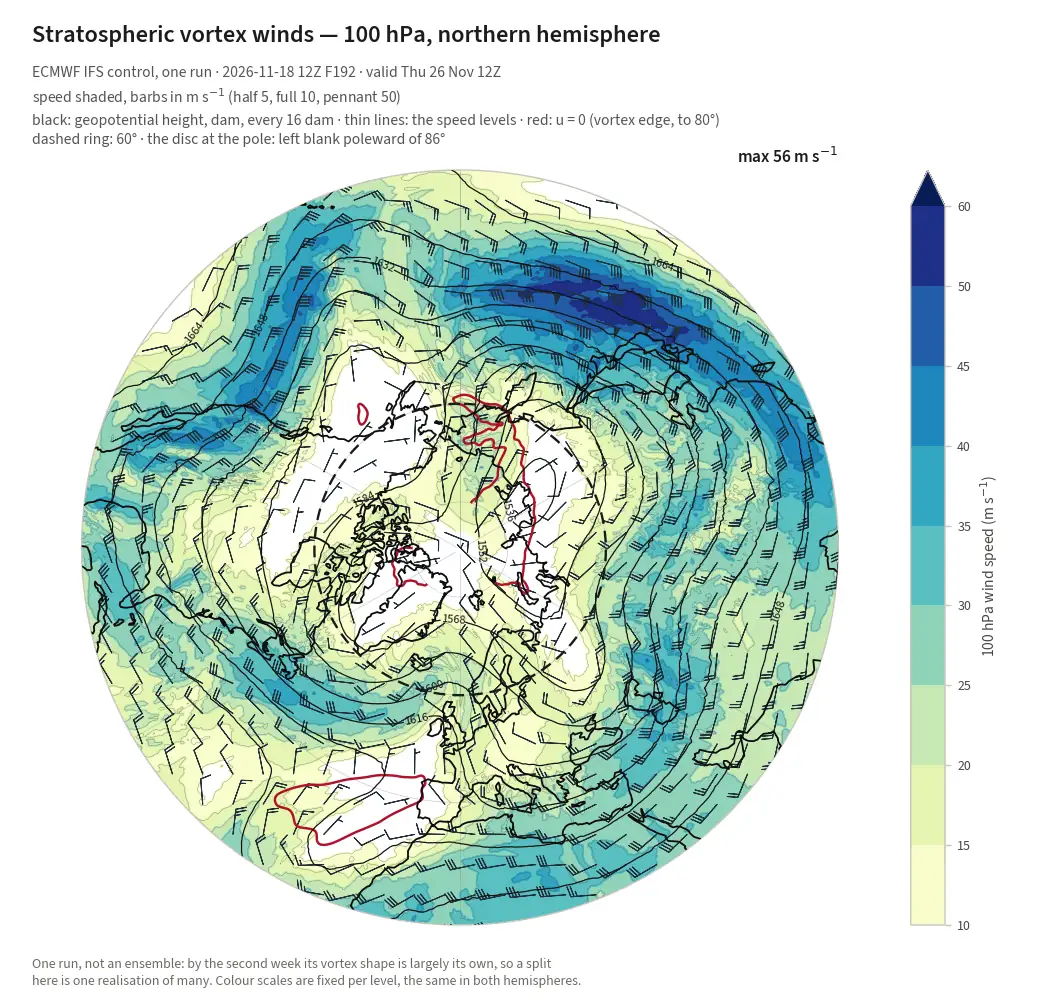 Stratospheric vortex winds — 100 hPa, northern hemisphere
ECMWF IFS control, one run · 2026-11-18 12Z F192 · valid Thu 26 Nov 12Z
speed shaded, barbs in m s⁻¹ (half 5, full 10, pennant 50)
black: geopotential height, dam, every 16 dam · thin lines: the speed levels · red: u = 0 (vortex edge, to 80°)
dashed ring: 60° · the disc at the pole: left blank poleward of 86°
max 56 m s⁻¹
60
50
45
40
35
30
25
20
15
10
100 hPa wind speed (m s⁻¹)
1632
1664
1664
1648
1584
1536
1552
1568
1648
1600
1616
One run, not an ensemble: by the second week its vortex shape is largely its own, so a split
here is one realisation of many. Colour scales are fixed per level, the same in both hemispheres.